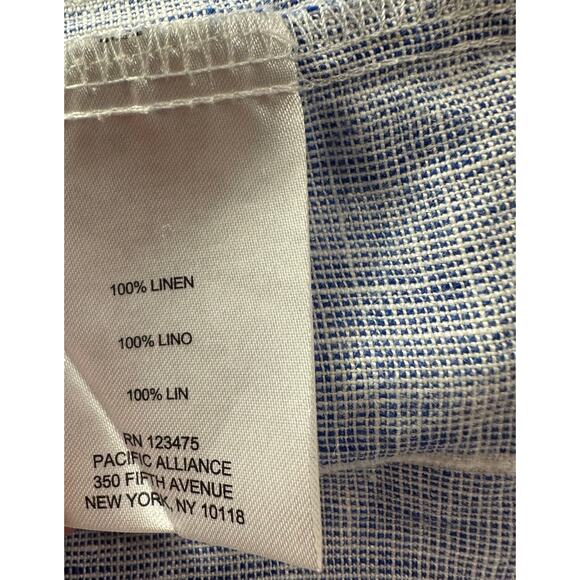 100% LINEN
100% LINO
100% LIN
RN 123475
PACIFIC ALLIANCE
350 FIFTH AVENUE
NEW YORK, NY 10118